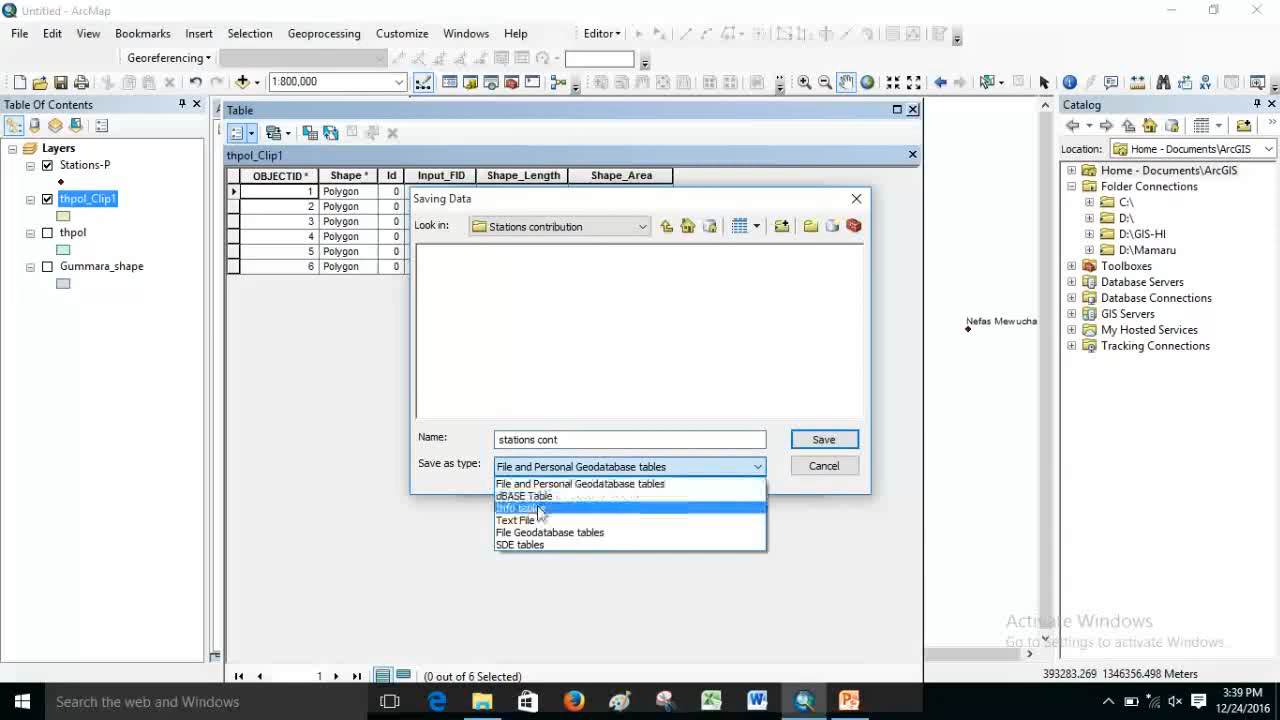 Untitled - ArcMap
File Edit View Bookmarks Insert Selection Geoprocessing Customize Windows Help Editor
Georeferencing
1:800,000
Table Of Contents
Layers
Stations-P
thpol_Clip1
thpol
Gummara_shape
Table
thpol_Clip1
OBJECTID * Shape * Id Input_FID Shape_Length Shape_Area
1 Polygon 0
2 Polygon 0
3 Polygon 0
4 Polygon 0
5 Polygon 0
6 Polygon 0
Saving Data
Look in: Stations contribution
Name: stations cont
Save
Save as type: File and Personal Geodatabase tables
Cancel
File and Personal Geodatabase tables
dBASE Table
Info tables
Text File
File Geodatabase tables
SDE tables
1 (0 out of 6 Selected)
Nefas Mewucha
Catalog
Location: Home - Documents\ArcGIS
Home - Documents\ArcGIS
Folder Connections
C:\
D:\
D:\GIS-HI
D:\Mamaru
Toolboxes
Database Servers
Database Connections
GIS Servers
My Hosted Services
Tracking Connections
Activate Windows
Go to Settings to activate Windows.
393283.269 1346356.498 Meters
Search the web and Windows
3:39 PM
12/24/2016